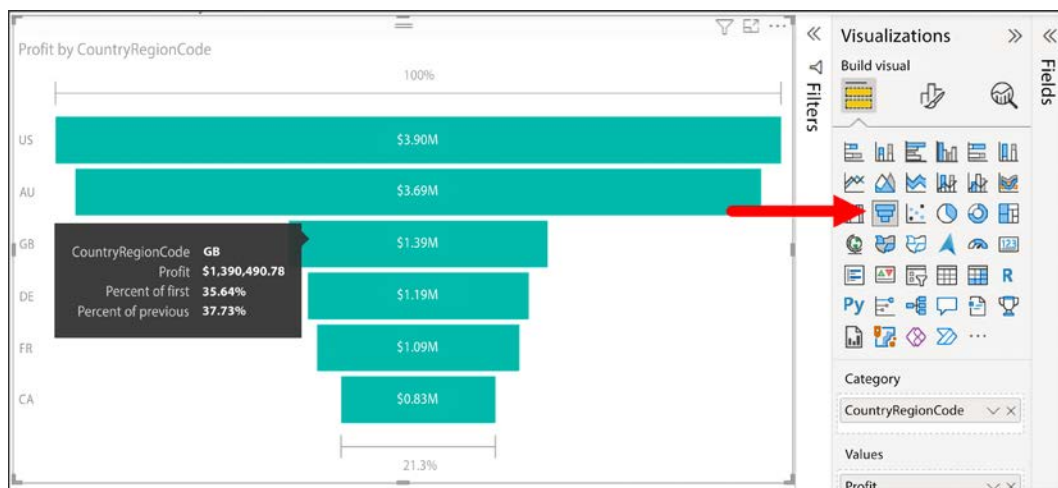 Profit by CountryRegionCode
100%
US
$3.90M
AU
$3.69M
GB
$1.39M
CountryRegionCode GB
Profit $1,390,490.78
Percent of first 35.64%
Percent of previous 37.73%
DE
$1.19M
FR
$1.09M
CA
$0.83M
21.3%
Filters
Visualizations
Build visual
123
R
Py
Category
CountryRegionCode
Values
Profit
Fields